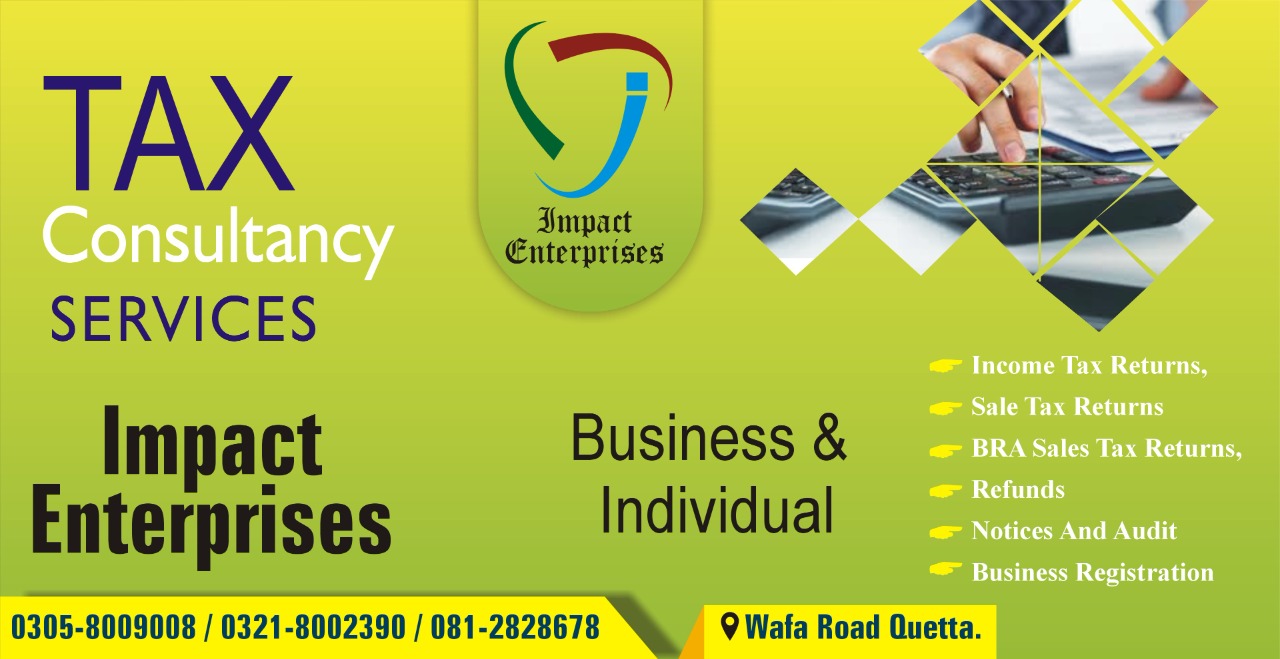 TAX
Consultancy
SERVICES
Impact
Enterprises
Impact
Enterprises
Business &
Individual
Income Tax Returns,
Sale Tax Returns
BRA Sales Tax Returns,
Refunds
Notices And Audit
Business Registration
0305-8009008 / 0321-8002390 / 081-2828678
Wafa Road Quetta.